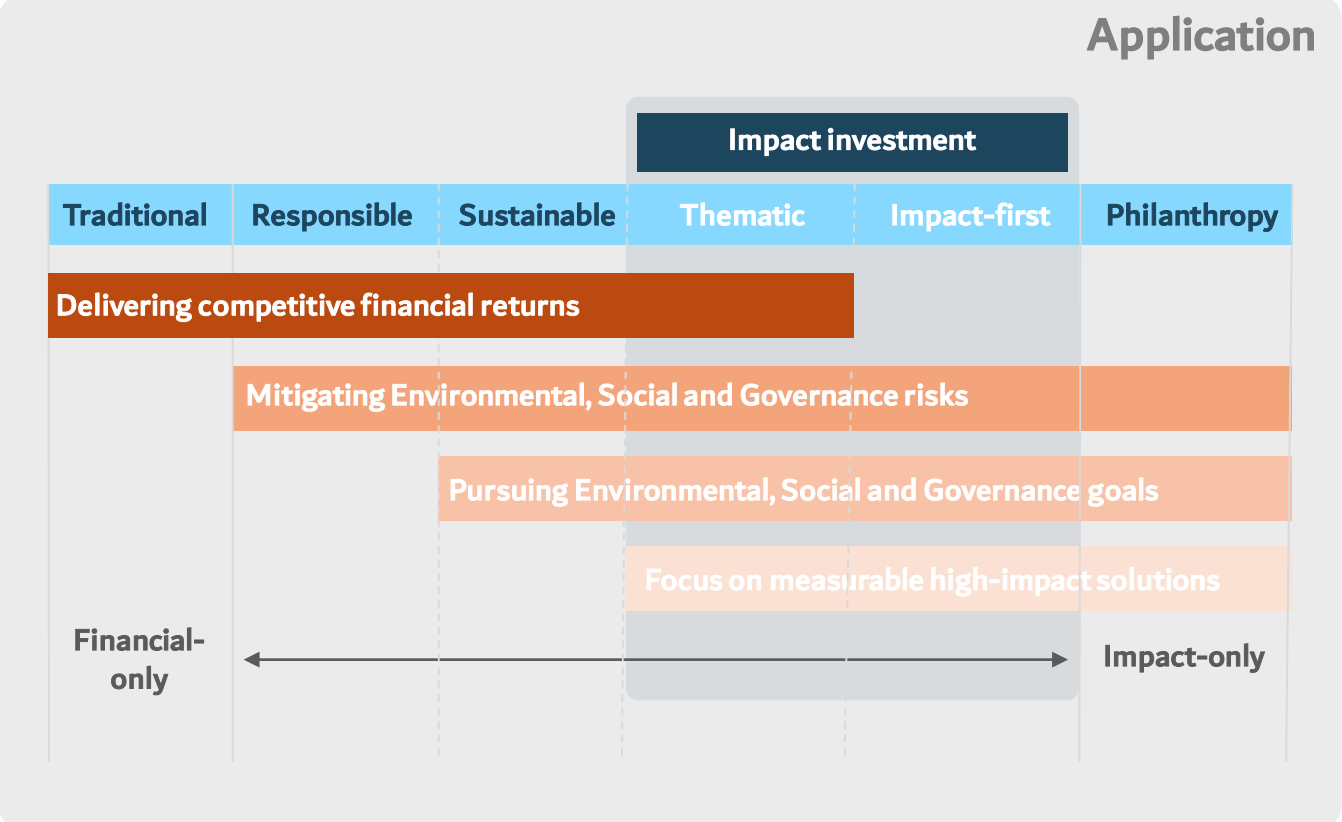 Application
Impact investment
Traditional
Responsible
Sustainable
Thematic
Impact-first
Philanthropy
Delivering competitive financial returns
Mitigating Environmental, Social and Governance risks
Pursuing Environmental, Social and Governance goals
Focus on measurable high-impact solutions
Financial-
only
Impact-only